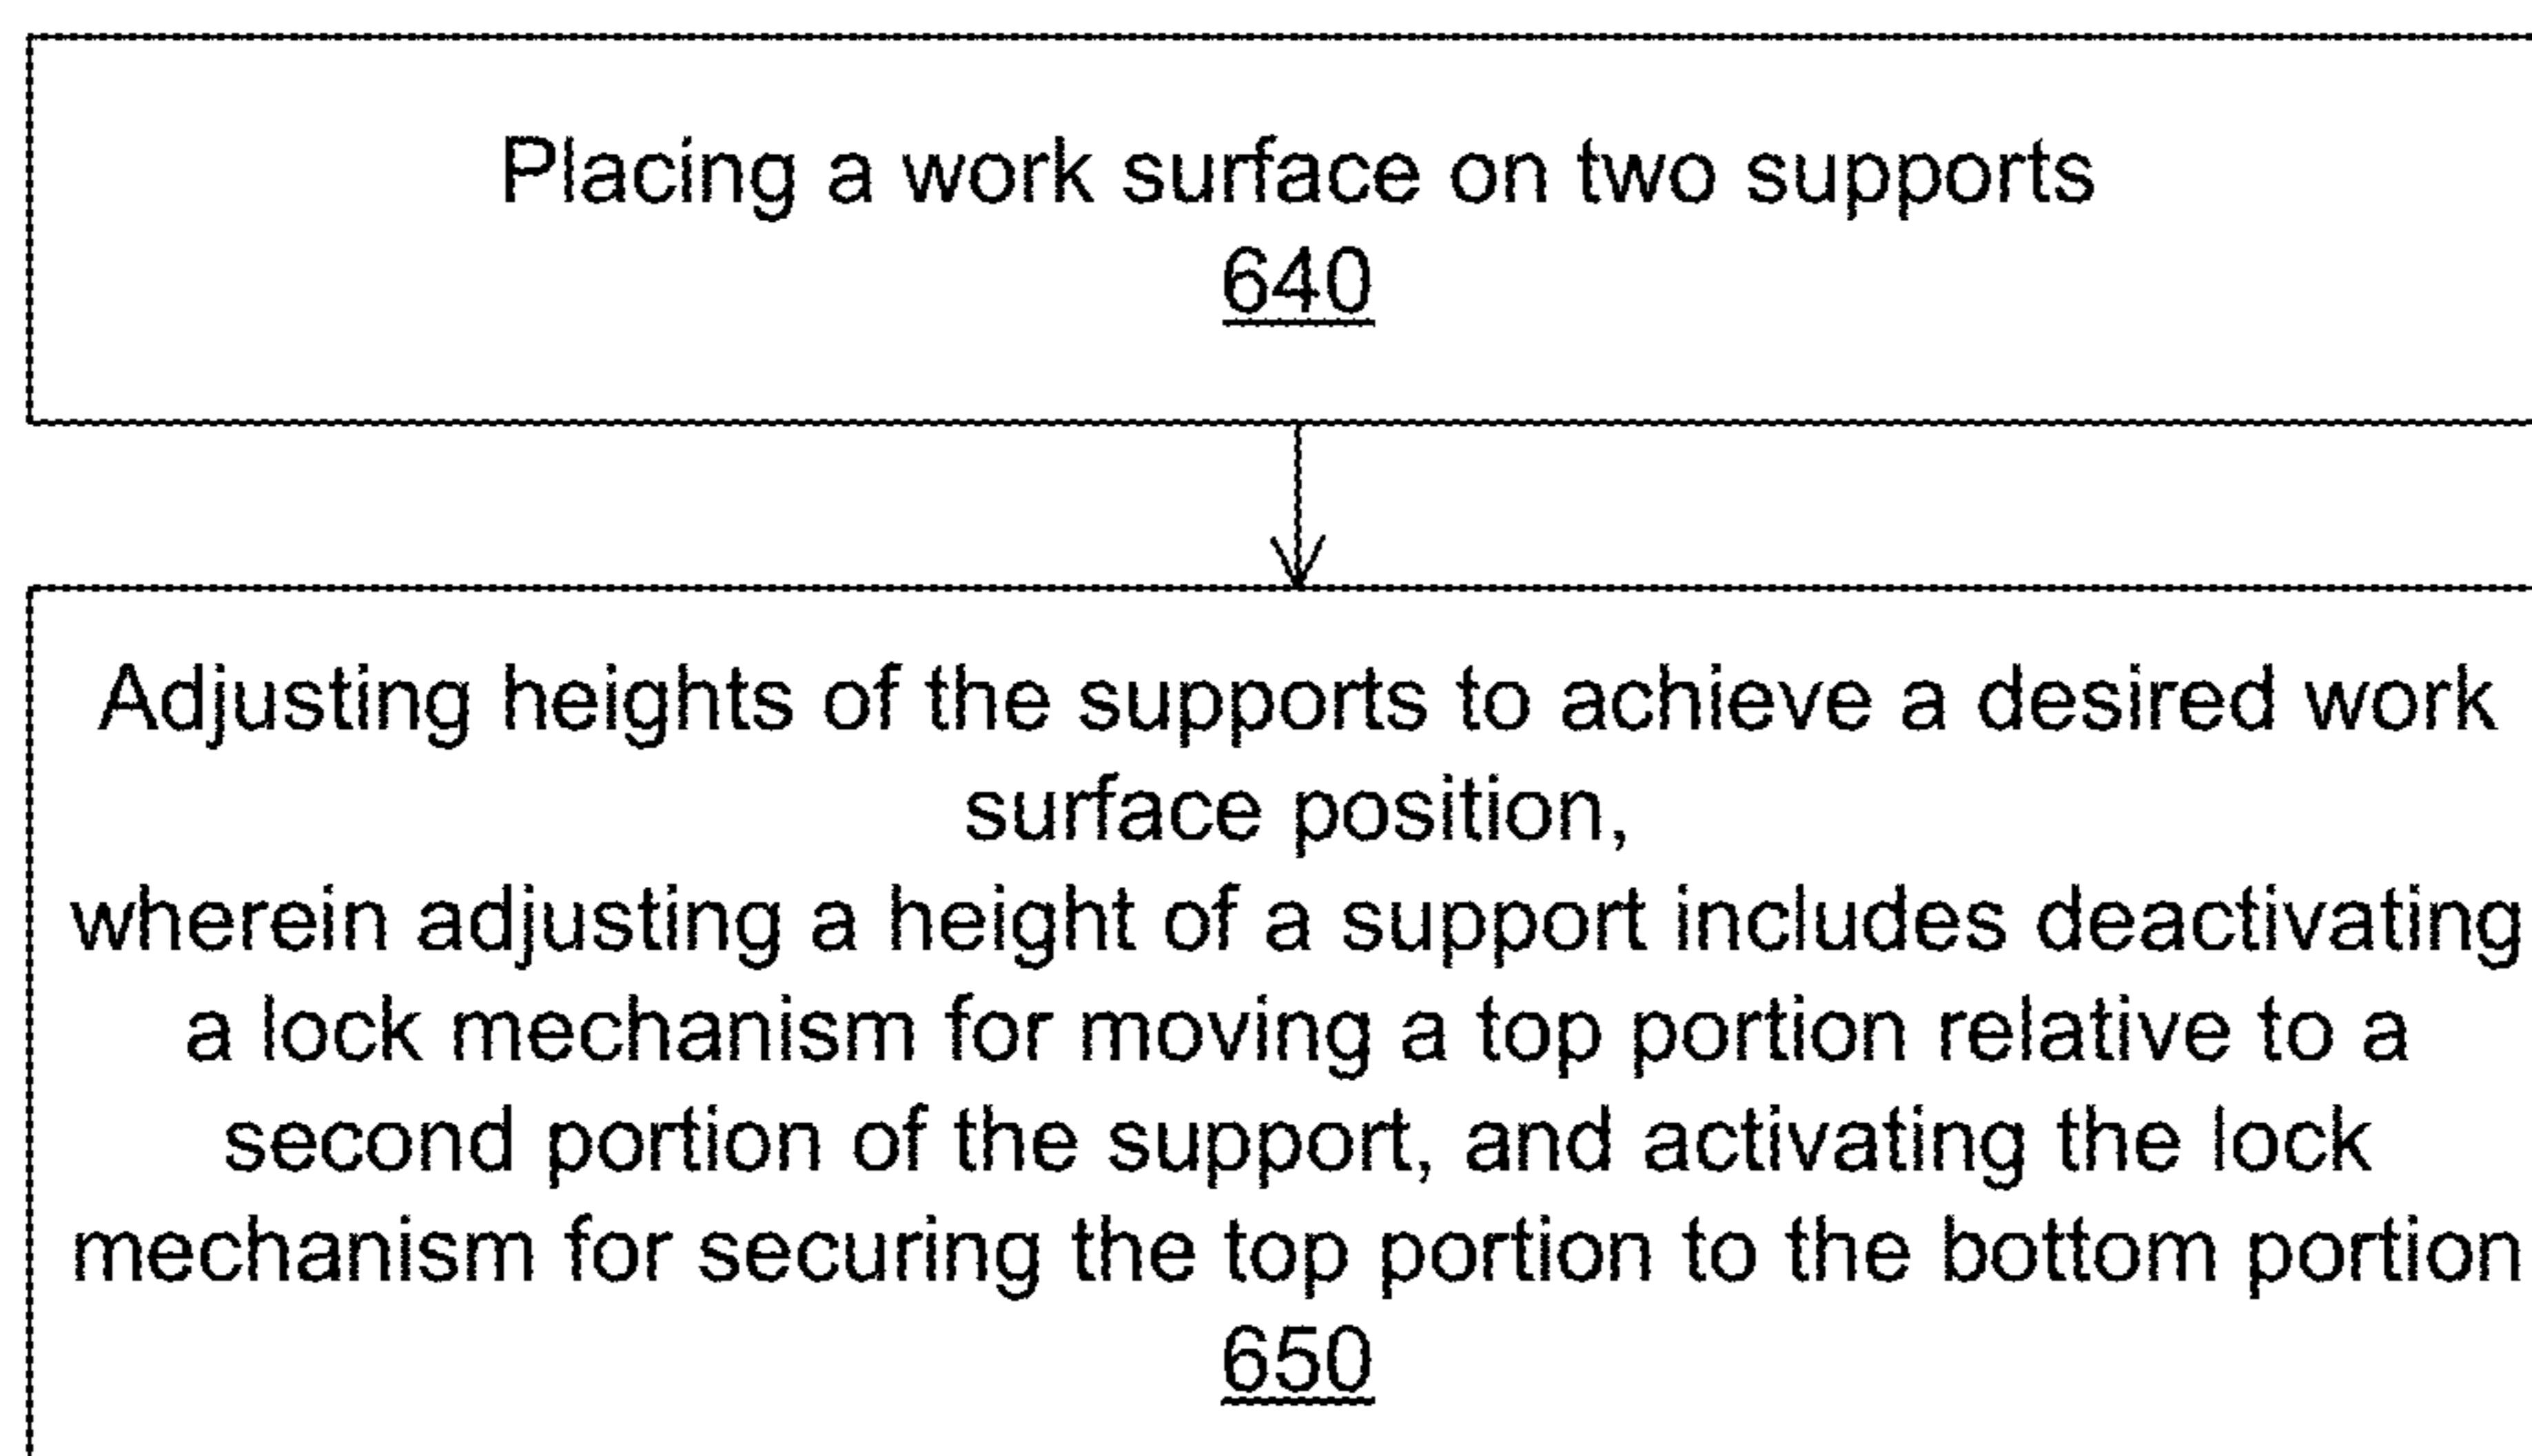 Placing a work surface on two supports
640
Adjusting heights of the supports to achieve a desired work
surface position,
wherein adjusting a height of a support includes deactivating
a lock mechanism for moving a top portion relative to a
second portion of the support, and activating the lock
mechanism for securing the top portion to the bottom portion
650